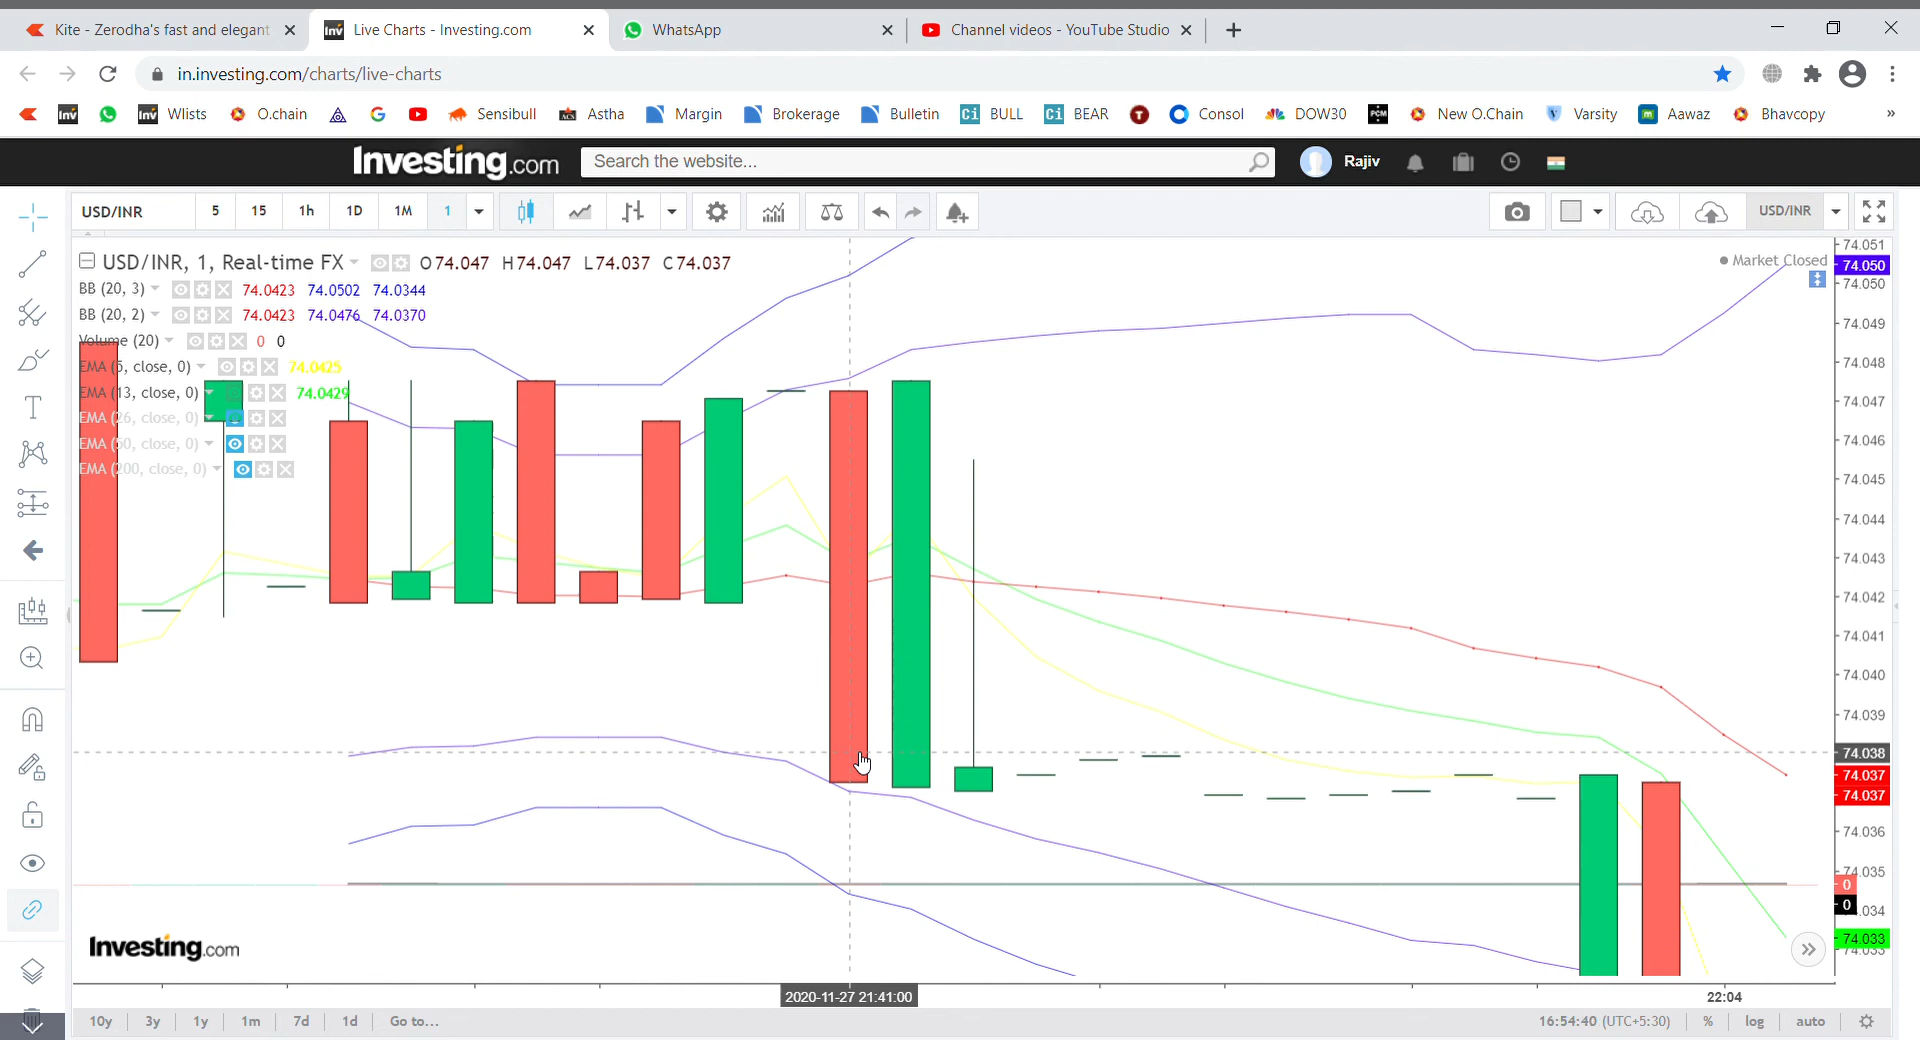 Kite - Zerodha's fast and elegant
Live Charts - Investing.com
WhatsApp
Channel videos - YouTube Studio
in.investing.com/charts/live-charts
Inv Wlists O.chain Sensibull Astha Margin Brokerage Bulletin BULL BEAR Consol DOW30 New O.Chain Varsity Aawaz Bhavcopy »
Investing.com Search the website... Rajiv
USD/INR 5 15 1h 1D 1M 1 USD/INR
USD/INR, 1, Real-time FX O74.047 H74.047 L74.037 C74.037
Market Closed
BB (20, 3) 74.0423 74.0502 74.0344
BB (20, 2) 74.0423 74.0476 74.0370
Volume (20) 0 0
EMA (5, close, 0) 74.0425
EMA (13, close, 0) 74.0429
EMA (26, close, 0)
EMA (50, close, 0)
EMA (200, close, 0)
74.051
74.050
74.050
74.049
74.048
74.047
74.046
74.045
74.044
74.043
74.042
74.041
74.040
74.039
74.038
74.037
74.037
74.036
74.035
0
0
74.033
Investing.com
2020-11-27 21:41:00
22:04
10y 3y 1y 1m 7d 1d Go to... 16:54:40 (UTC+5:30) % log auto